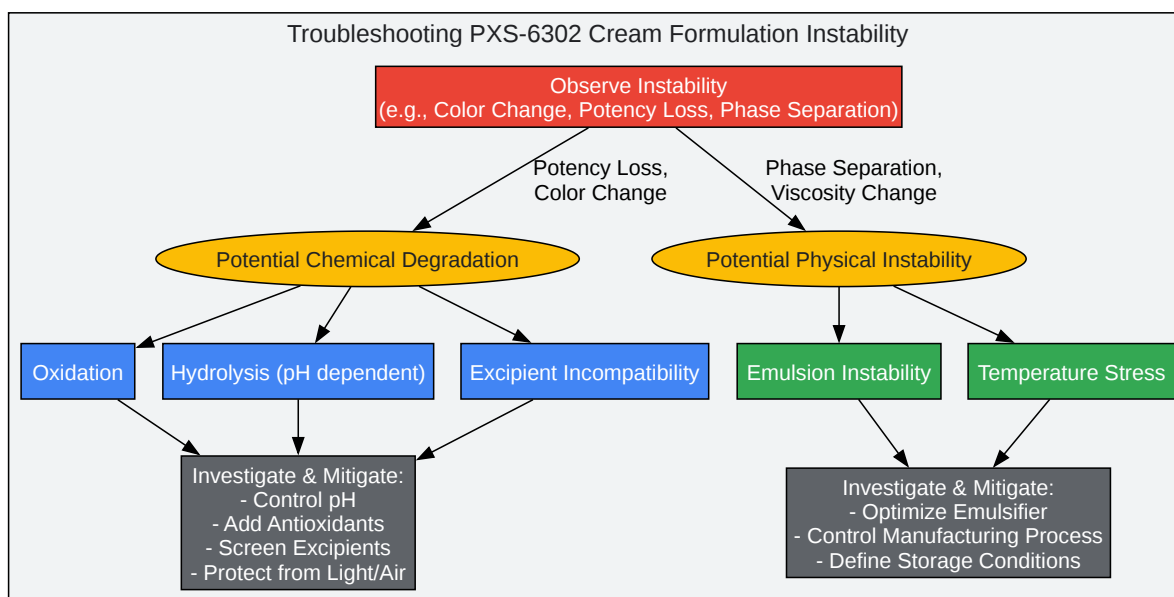 Troubleshooting PXS-6302 Cream Formulation Instability
Observe Instability
(e.g., Color Change, Potency Loss, Phase Separation)
Potency Loss,
Color Change
Phase Separation,
Viscosity Change
Potential Chemical Degradation
Potential Physical Instability
Oxidation
Hydrolysis (pH dependent)
Excipient Incompatibility
Emulsion Instability
Temperature Stress
Investigate & Mitigate:
- Control pH
- Add Antioxidants
- Screen Excipients
- Protect from Light/Air
Investigate & Mitigate:
- Optimize Emulsifier
- Control Manufacturing Process
- Define Storage Conditions